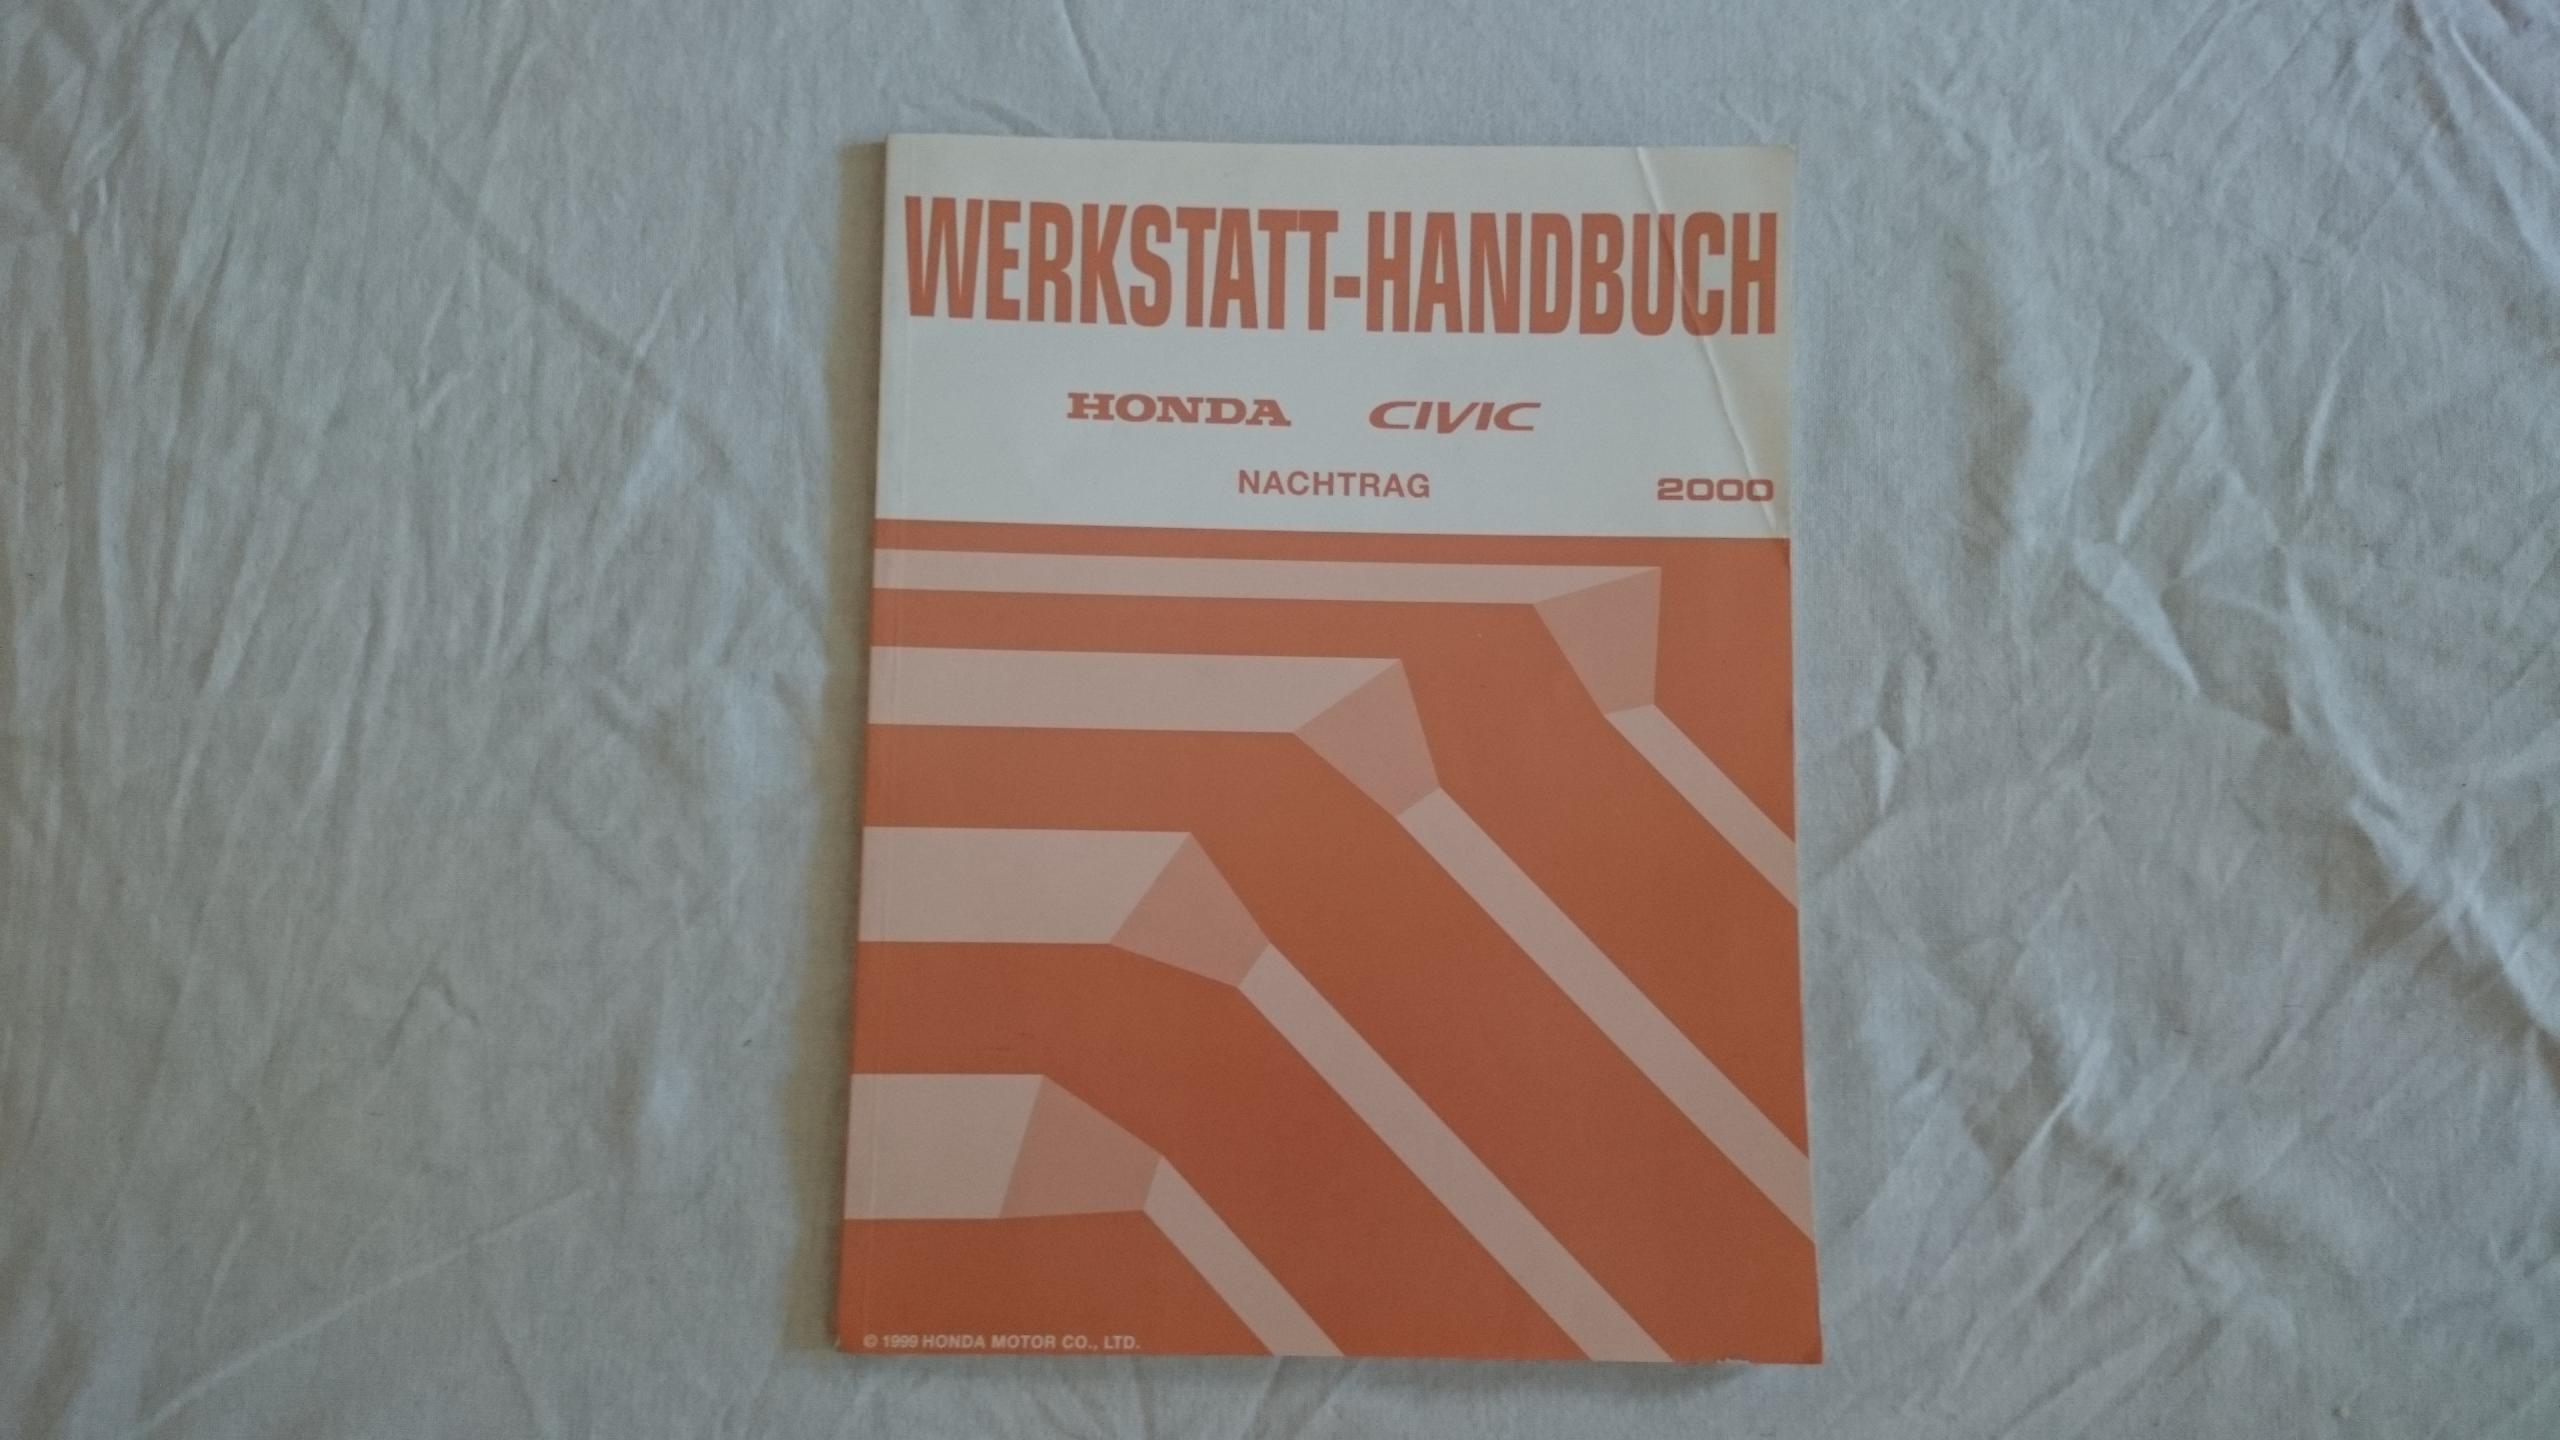 WERKSTATT-HANDBUCH
HONDA CIVIC
NACHTRAG 2000
© 1999 HONDA MOTOR CO., LTD.